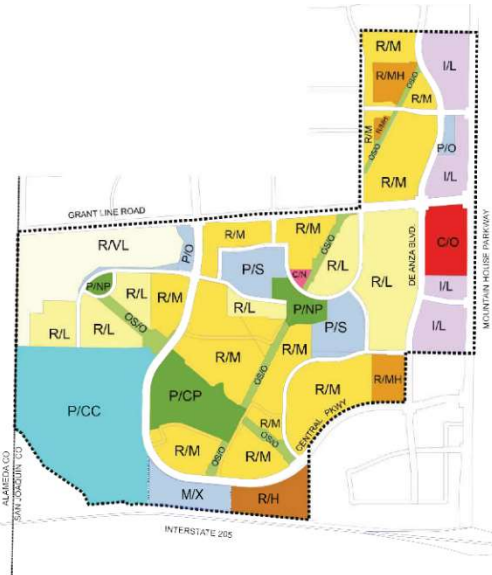 R/M
I/L
R/MH
OS/O
R/M
R/MH
R/M
OS/O
P/O
R/M
I/L
GRANT LINE ROAD
MOUNTAIN HOUSE PARKWAY
R/VL
P/O
R/M
R/M
OS/O
DE ANZA BLVD.
C/O
P/S
C/N
R/L
R/L
P/NP
R/L
R/M
R/L
P/NP
I/L
OS/O
P/S
I/L
R/L
R/L
R/M
R/M
OS/O
R/M
R/MH
P/CC
P/CP
R/M
OS/O
CENTRAL PKWY
R/M
OS/O
R/M
ALAMEDA CO
SAN JOAQUIN CO
M/X
R/H
INTERSTATE 205